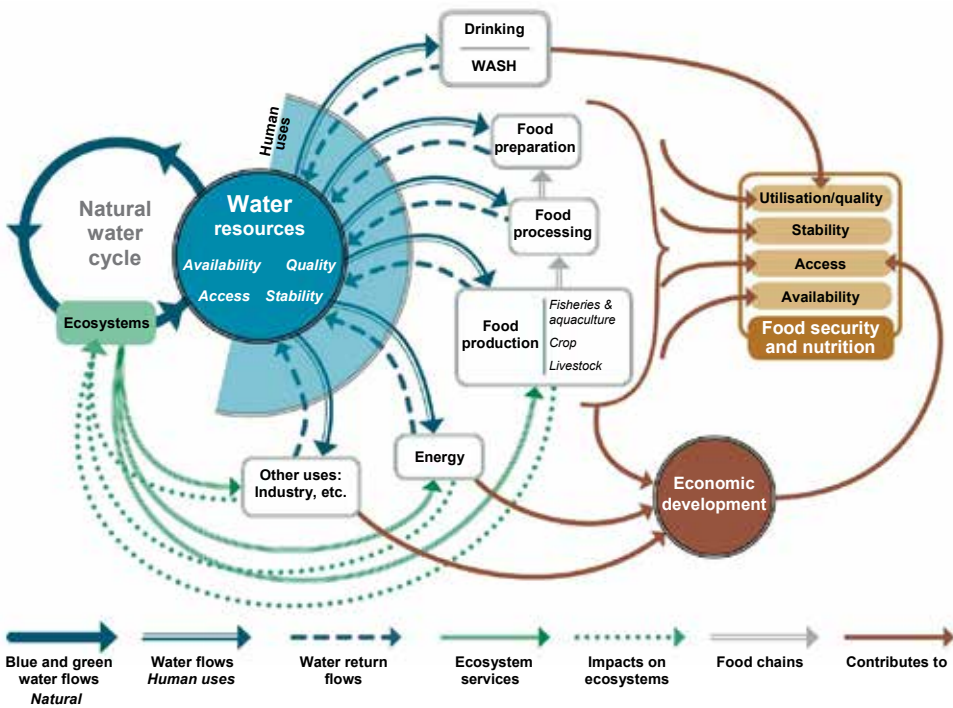 Drinking
WASH
Human uses
Food
preparation
Natural
water
cycle
Water
resources
Availability Quality
Access Stability
Food
processing
Utilisation/quality
Stability
Access
Availability
Food security
and nutrition
Ecosystems
Food
production
Fisheries &
aquaculture
Crop
Livestock
Other uses:
Industry, etc.
Energy
Economic
development
Blue and green
water flows
Natural
Water flows
Human uses
Water return
flows
Ecosystem
services
Impacts on
ecosystems
Food chains
Contributes to